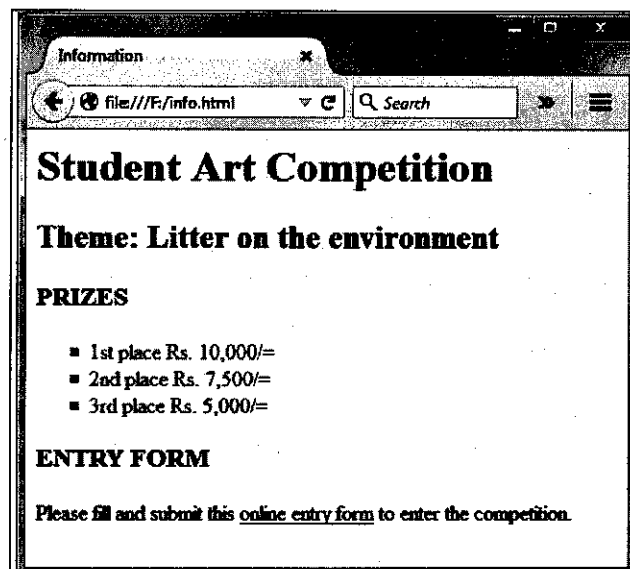 Information
file:///F:/info.html
Search
Student Art Competition
Theme: Litter on the environment
PRIZES
1st place Rs. 10,000/=
2nd place Rs. 7,500/=
3rd place Rs. 5,000/=
ENTRY FORM
Please fill and submit this online entry form to enter the competition.